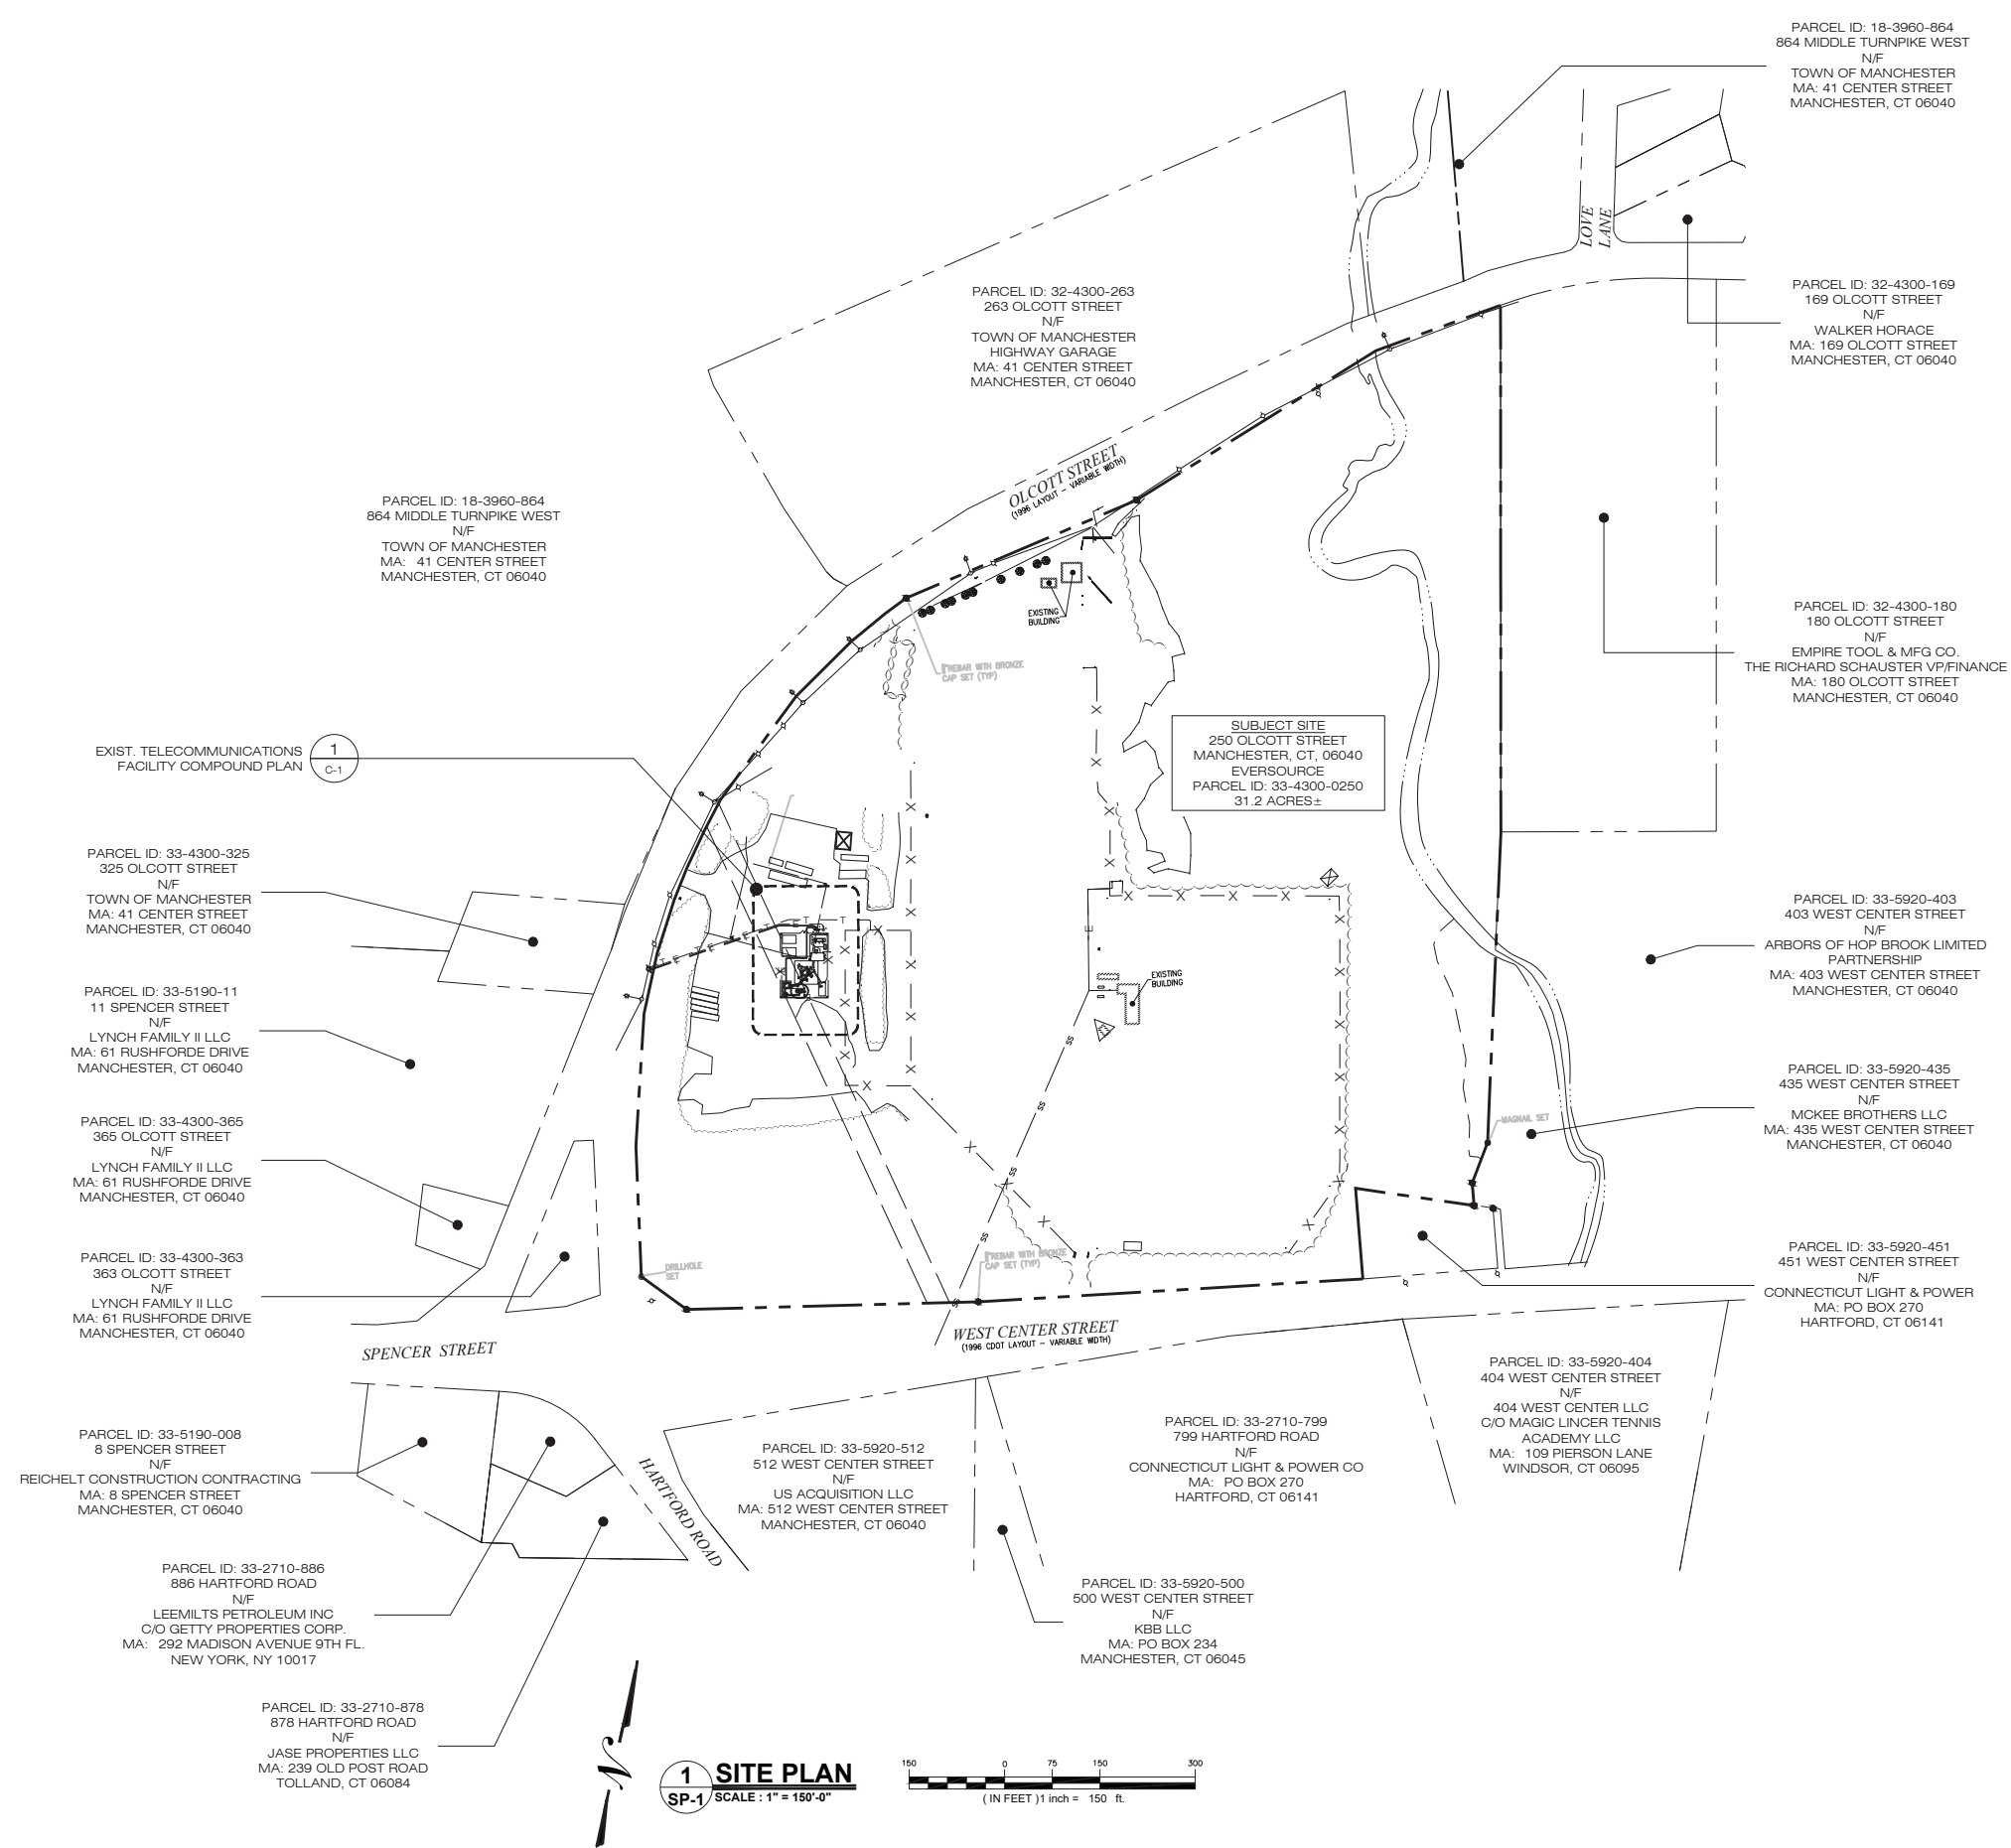 PARCEL ID: 18-3960-864
864 MIDDLE TURNPIKE WEST
N/F
TOWN OF MANCHESTER
MA: 41 CENTER STREET
MANCHESTER, CT 06040
LOVE
LANE
PARCEL ID: 32-4300-263
263 OLCOTT STREET
N/F
TOWN OF MANCHESTER
HIGHWAY GARAGE
MA: 41 CENTER STREET
MANCHESTER, CT 06040
PARCEL ID: 32-4300-169
169 OLCOTT STREET
N/F
WALKER HORACE
MA: 169 OLCOTT STREET
MANCHESTER, CT 06040
OLCOTT STREET
(1996 LAYOUT - VARIABLE WIDTH)
PARCEL ID: 18-3960-864
864 MIDDLE TURNPIKE WEST
N/F
TOWN OF MANCHESTER
MA: 41 CENTER STREET
MANCHESTER, CT 06040
EXISTING
BUILDING
REBAR WITH BRONZE
CAP SET (TYP)
PARCEL ID: 32-4300-180
180 OLCOTT STREET
N/F
EMPIRE TOOL & MFG CO.
THE RICHARD SCHAUSTER VP/FINANCE
MA: 180 OLCOTT STREET
MANCHESTER, CT 06040
SUBJECT SITE
250 OLCOTT STREET
MANCHESTER, CT, 06040
EVERSOURCE
PARCEL ID: 33-4300-0250
31.2 ACRES±
EXIST. TELECOMMUNICATIONS
FACILITY COMPOUND PLAN
1
C-1
PARCEL ID: 33-4300-325
325 OLCOTT STREET
N/F
TOWN OF MANCHESTER
MA: 41 CENTER STREET
MANCHESTER, CT 06040
PARCEL ID: 33-5920-403
403 WEST CENTER STREET
N/F
ARBORS OF HOP BROOK LIMITED
PARTNERSHIP
MA: 403 WEST CENTER STREET
MANCHESTER, CT 06040
EXISTING
BUILDING
PARCEL ID: 33-5190-11
11 SPENCER STREET
N/F
LYNCH FAMILY II LLC
MA: 61 RUSHFORDE DRIVE
MANCHESTER, CT 06040
PARCEL ID: 33-5920-435
435 WEST CENTER STREET
N/F
MCKEE BROTHERS LLC
MA: 435 WEST CENTER STREET
MANCHESTER, CT 06040
MAGNAIL SET
PARCEL ID: 33-4300-365
365 OLCOTT STREET
N/F
LYNCH FAMILY II LLC
MA: 61 RUSHFORDE DRIVE
MANCHESTER, CT 06040
PARCEL ID: 33-4300-363
363 OLCOTT STREET
N/F
LYNCH FAMILY II LLC
MA: 61 RUSHFORDE DRIVE
MANCHESTER, CT 06040
DRILLHOLE
SET
REBAR WITH BRONZE
CAP SET (TYP)
PARCEL ID: 33-5920-451
451 WEST CENTER STREET
N/F
CONNECTICUT LIGHT & POWER
MA: PO BOX 270
HARTFORD, CT 06141
SPENCER STREET
WEST CENTER STREET
(1996 CDOT LAYOUT - VARIABLE WIDTH)
PARCEL ID: 33-5920-404
404 WEST CENTER STREET
N/F
404 WEST CENTER LLC
C/O MAGIC LINCER TENNIS
ACADEMY LLC
MA: 109 PIERSON LANE
WINDSOR, CT 06095
PARCEL ID: 33-5190-008
8 SPENCER STREET
N/F
REICHELT CONSTRUCTION CONTRACTING
MA: 8 SPENCER STREET
MANCHESTER, CT 06040
HARTFORD ROAD
PARCEL ID: 33-5920-512
512 WEST CENTER STREET
N/F
US ACQUISITION LLC
MA: 512 WEST CENTER STREET
MANCHESTER, CT 06040
PARCEL ID: 33-2710-799
799 HARTFORD ROAD
N/F
CONNECTICUT LIGHT & POWER CO
MA: PO BOX 270
HARTFORD, CT 06141
PARCEL ID: 33-2710-886
886 HARTFORD ROAD
N/F
LEEMILTS PETROLEUM INC
C/O GETTY PROPERTIES CORP.
MA: 292 MADISON AVENUE 9TH FL.
NEW YORK, NY 10017
PARCEL ID: 33-5920-500
500 WEST CENTER STREET
N/F
KBB LLC
MA: PO BOX 234
MANCHESTER, CT 06045
PARCEL ID: 33-2710-878
878 HARTFORD ROAD
N/F
JASE PROPERTIES LLC
MA: 239 OLD POST ROAD
TOLLAND, CT 06084
N
1
SP-1
SITE PLAN
SCALE : 1" = 150'-0"
150 0 75 150 300
( IN FEET )1 inch = 150 ft.